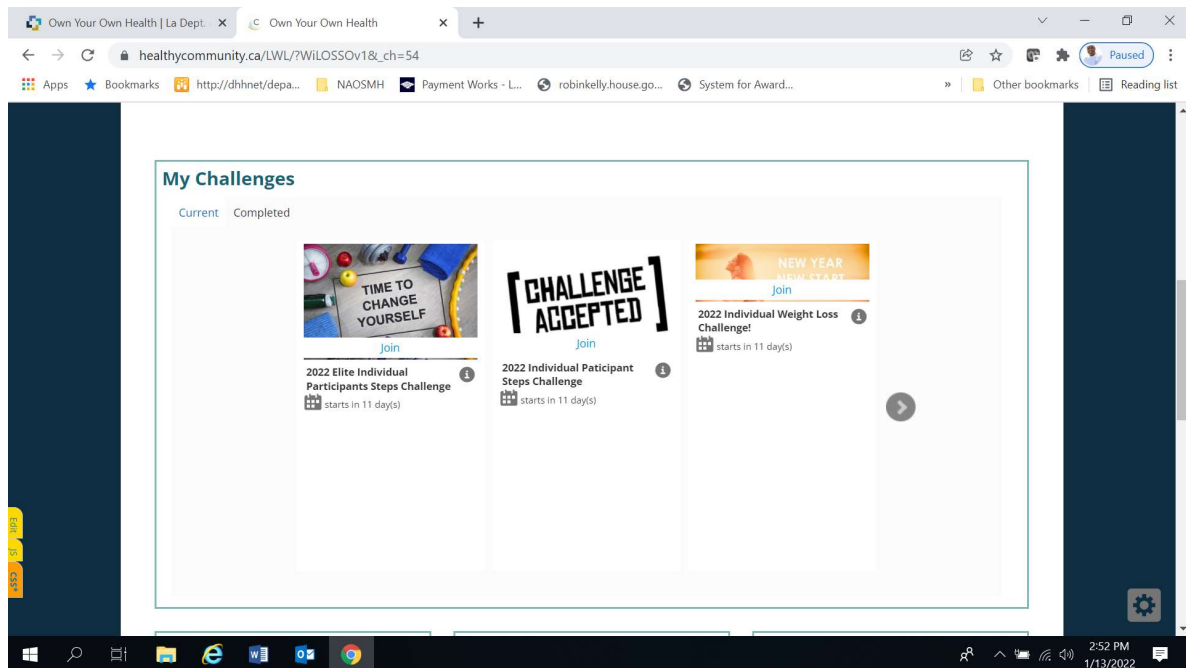 Own Your Own Health | La Dept.
Own Your Own Health
healthycommunity.ca/LWL/?WiLOSSOv1&_ch=54
Paused
Apps
Bookmarks
http://dhhnet/depa...
NAOSMH
Payment Works - L...
robinkelly.house.go...
System for Award...
»
Other bookmarks
Reading list
My Challenges
Current
Completed
TIME TO
CHANGE
YOURSELF
Join
2022 Elite Individual
Participants Steps Challenge
starts in 11 day(s)
[CHALLENGE
ACCEPTED]
Join
2022 Individual Paticipant
Steps Challenge
starts in 11 day(s)
NEW YEAR
NEW START
Join
2022 Individual Weight Loss
Challenge!
starts in 11 day(s)
Edit
JS
CSS*
2:52 PM
1/13/2022